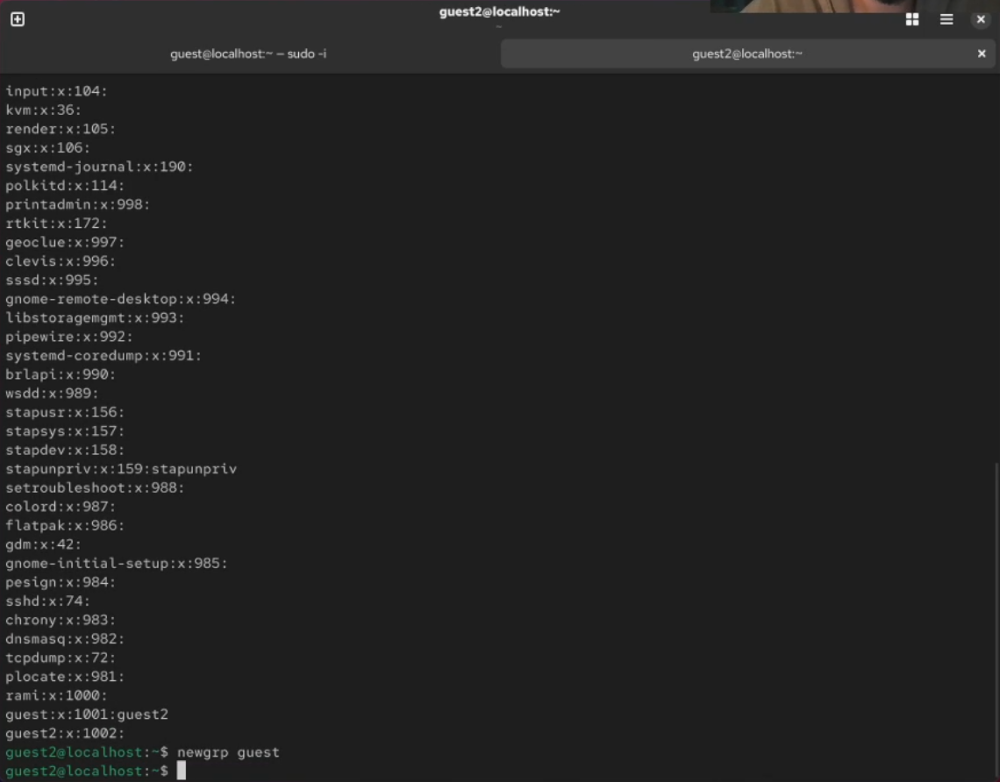 guest2@localhost:~
~
guest@localhost:~ — sudo -i
guest2@localhost:~
input:x:104:
kvm:x:36:
render:x:105:
sgx:x:106:
systemd-journal:x:190:
polkitd:x:114:
printadmin:x:998:
rtkit:x:172:
geoclue:x:997:
clevis:x:996:
sssd:x:995:
gnome-remote-desktop:x:994:
libstoragemgmt:x:993:
pipewire:x:992:
systemd-coredump:x:991:
brlapi:x:990:
wsdd:x:989:
stapusr:x:156:
stapsys:x:157:
stapdev:x:158:
stapunpriv:x:159:stapunpriv
setroubleshoot:x:988:
colord:x:987:
flatpak:x:986:
gdm:x:42:
gnome-initial-setup:x:985:
pesign:x:984:
sshd:x:74:
chrony:x:983:
dnsmasq:x:982:
tcpdump:x:72:
plocate:x:981:
rami:x:1000:
guest:x:1001:guest2
guest2:x:1002:
guest2@localhost:~$ newgrp guest
guest2@localhost:~$